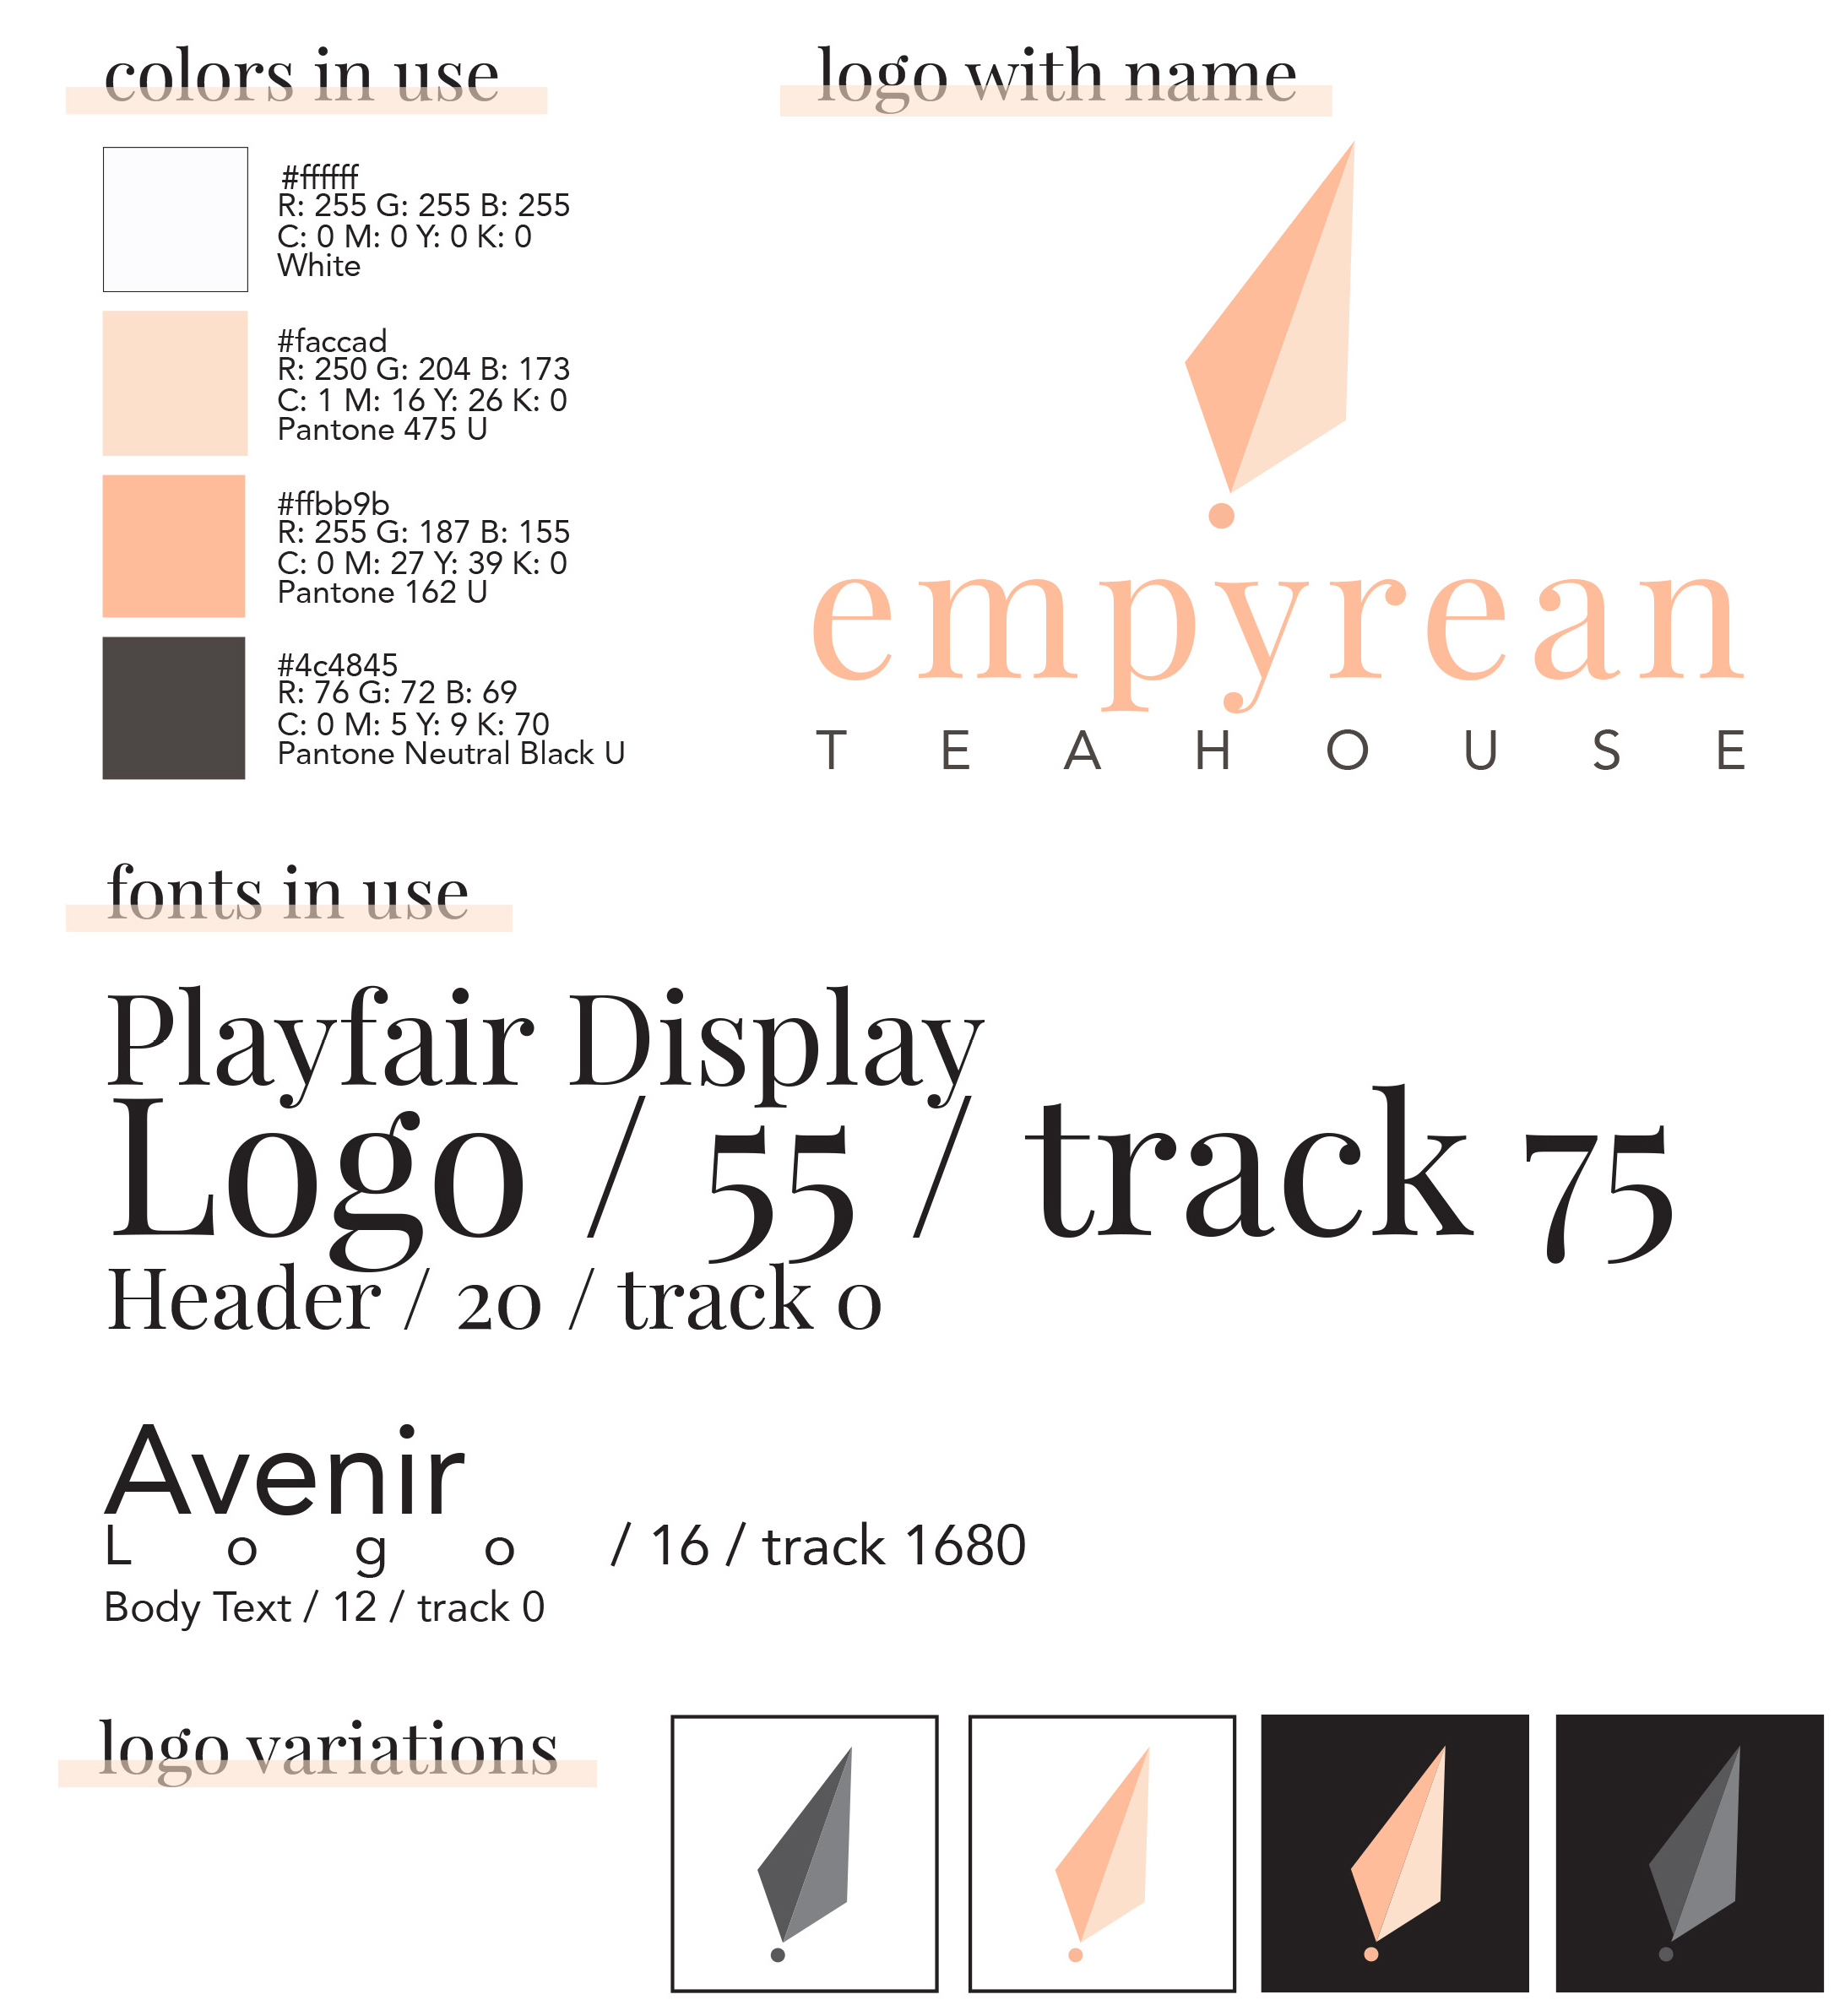 colors in use
#ffffff
R: 255 G: 255 B: 255
C: 0 M: 0 Y: 0 K: 0
White
#faccad
R: 250 G: 204 B: 173
C: 1 M: 16 Y: 26 K: 0
Pantone 475 U
#ffbb9b
R: 255 G: 187 B: 155
C: 0 M: 27 Y: 39 K: 0
Pantone 162 U
#4c4845
R: 76 G: 72 B: 69
C: 0 M: 5 Y: 9 K: 70
Pantone Neutral Black U
logo with name
empyrean
TEAHOUSE
fonts in use
Playfair Display
Logo / 55 / track 75
Header / 20 / track 0
Avenir
Logo / 16 / track 1680
Body Text / 12 / track 0
logo variations